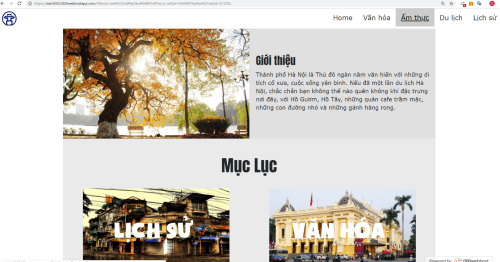 Home Văn hóa Ẩm thực Du lịch Lịch sử
Giới thiệu
Thành phố Hà Nội là Thủ đô ngàn năm văn hiến với những di
tích cổ xưa, cuộc sống yên bình. Nếu đã một lần du lịch Hà
Nội, chắc chắn bạn không thể nào quên không khí đặc trưng
nơi đây, với Hồ Gươm, Hồ Tây, những quán cafe trầm mặc,
những con đường nhỏ và những gánh hàng rong.
Mục Lục
LỊCH SỬ
VĂN HÓA
Powered by 000webhost